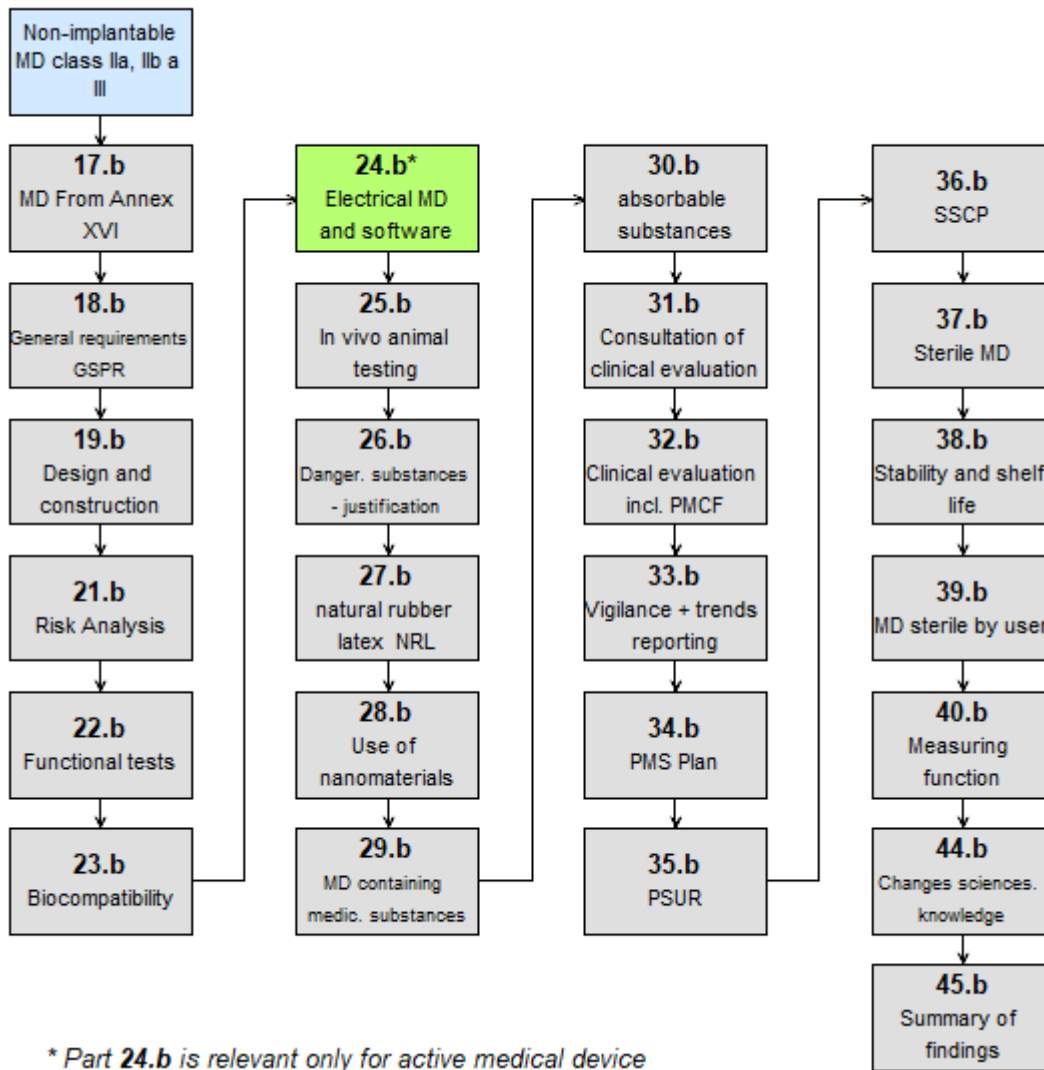 Non-implantable
MD class IIa, IIb a
III
17.b
MD From Annex
XVI
18.b
General requirements
GSPR
19.b
Design and
construction
21.b
Risk Analysis
22.b
Functional tests
23.b
Biocompatibility
24.b*
Electrical MD
and software
25.b
In vivo animal
testing
26.b
Danger. substances
- justification
27.b
natural rubber
latex NRL
28.b
Use of
nanomaterials
29.b
MD containing
medic. substances
30.b
absorbable
substances
31.b
Consultation of
clinical evaluation
32.b
Clinical evaluation
incl. PMCF
33.b
Vigilance + trends
reporting
34.b
PMS Plan
35.b
PSUR
36.b
SSCP
37.b
Sterile MD
38.b
Stability and shelf
life
39.b
MD sterile by user
40.b
Measuring
function
44.b
Changes sciences.
knowledge
45.b
Summary of
findings
* Part 24.b is relevant only for active medical device